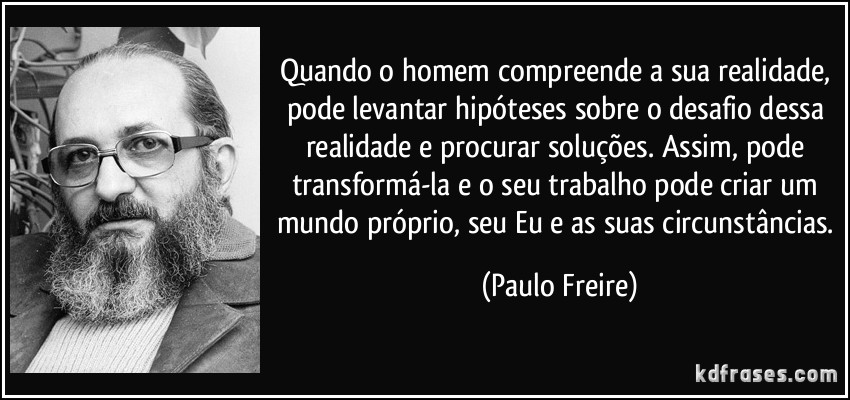 Quando o homem compreende a sua realidade,
pode levantar hipóteses sobre o desafio dessa
realidade e procurar soluções. Assim, pode
transformá-la e o seu trabalho pode criar um
mundo próprio, seu Eu e as suas circunstâncias.
(Paulo Freire)
kdfrases.com